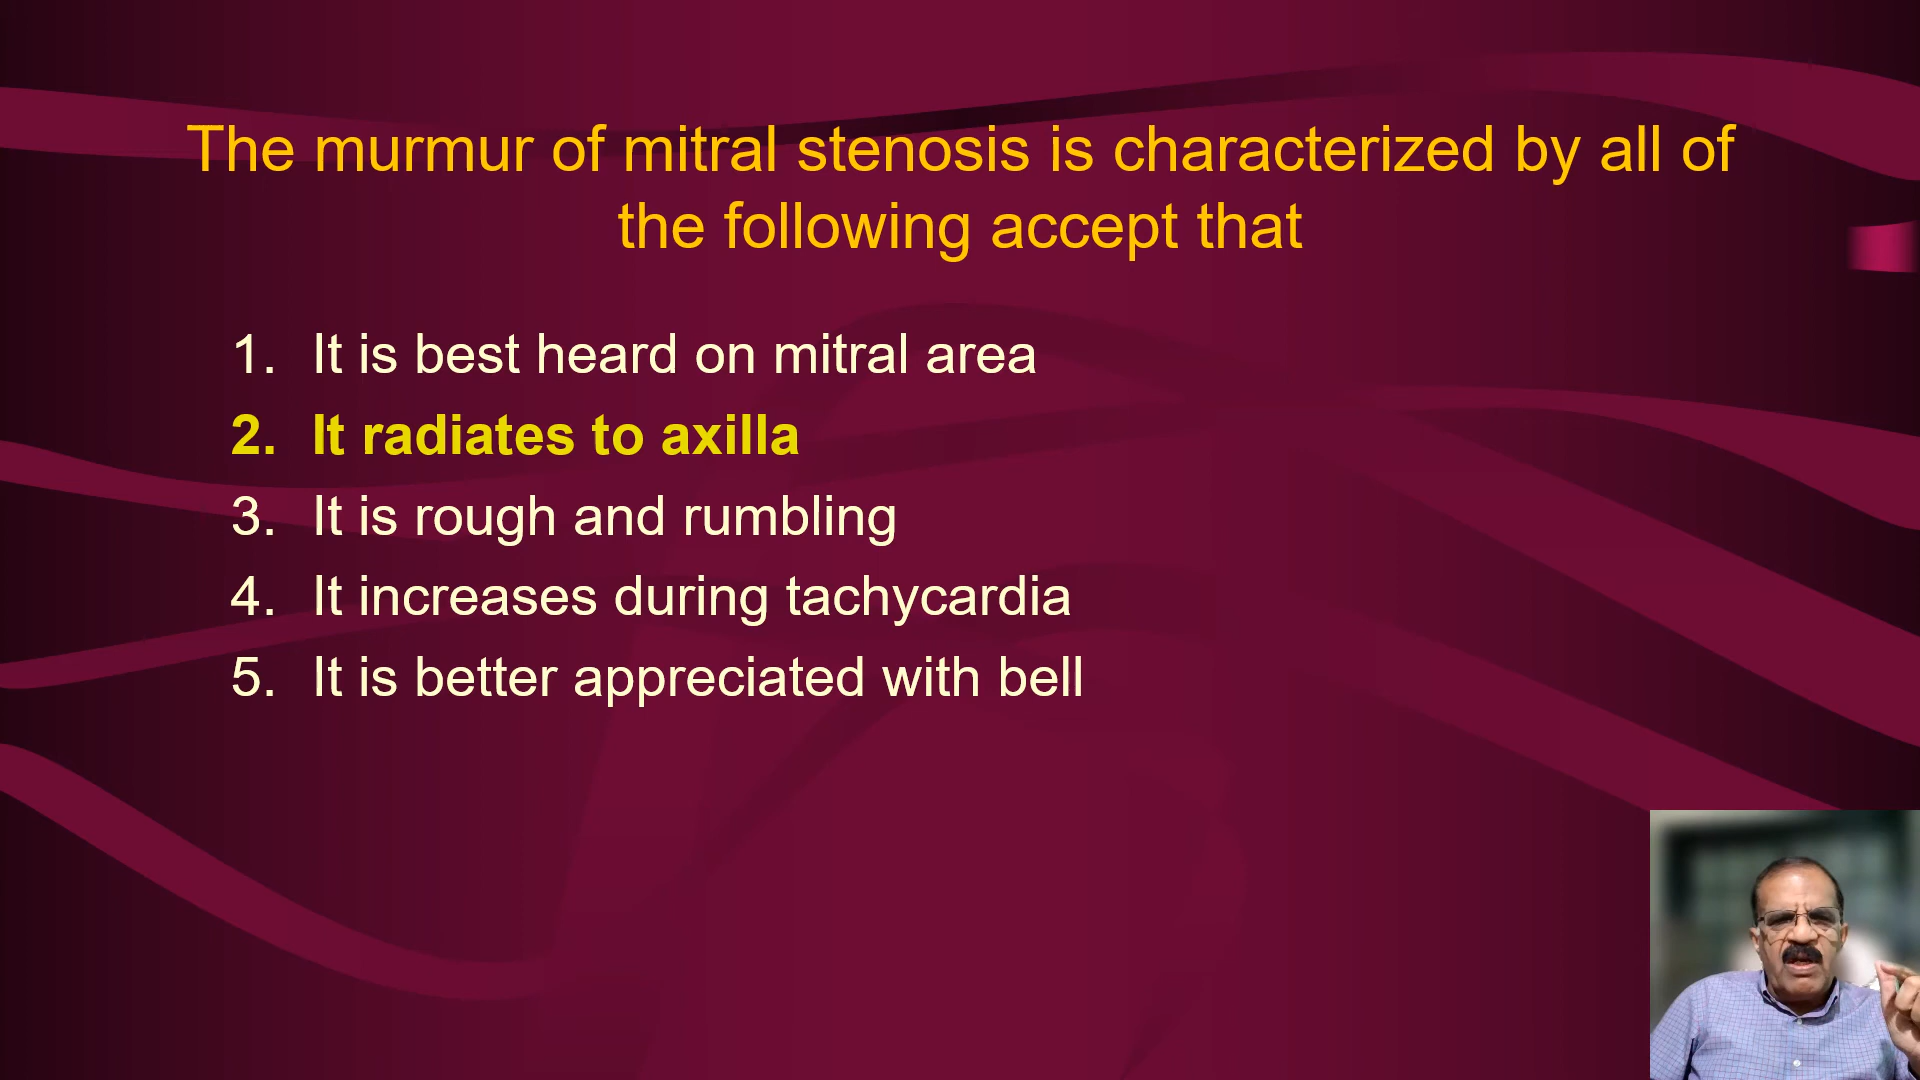 The murmur of mitral stenosis is characterized by all of
the following accept that
1. It is best heard on mitral area
2. It radiates to axilla
3. It is rough and rumbling
4. It increases during tachycardia
5. It is better appreciated with bell